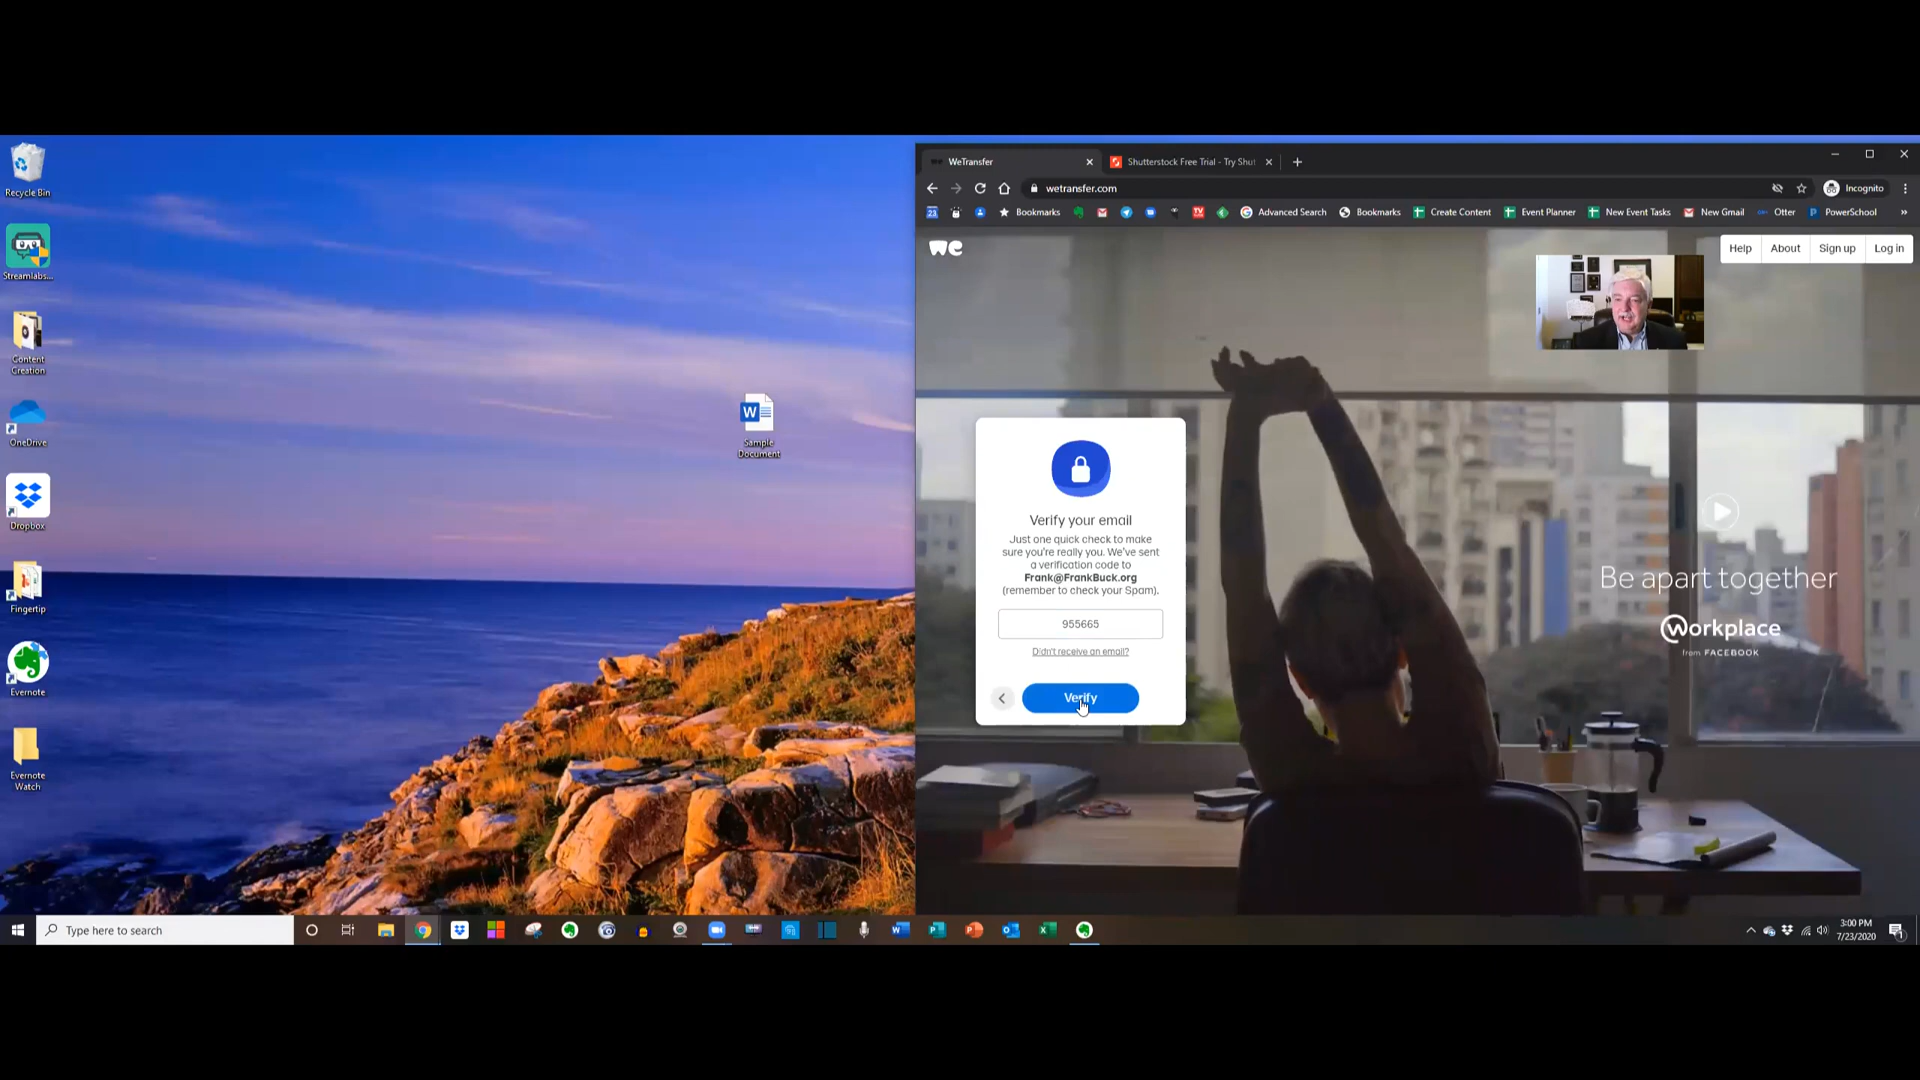 Recycle Bin
Streamlabs...
Content
Creation
OneDrive
Dropbox
Fingertip
Evernote
Evernote
Watch
W
Sample
Document
WeTransfer
Shutterstock Free Trial - Try Shut
wetransfer.com
Incognito
23
Bookmarks
TV
Advanced Search
Bookmarks
Create Content
Event Planner
New Event Tasks
New Gmail
Otter
PowerSchool
»
we
Help
About
Sign up
Log in
Verify your email
Just one quick check to make
sure you're really you. We've sent
a verification code to
Frank@FrankBuck.org
(remember to check your Spam).
955665
Didn't receive an email?
Verify
Be apart together
Workplace
from FACEBOOK
Type here to search
3:00 PM
7/23/2020